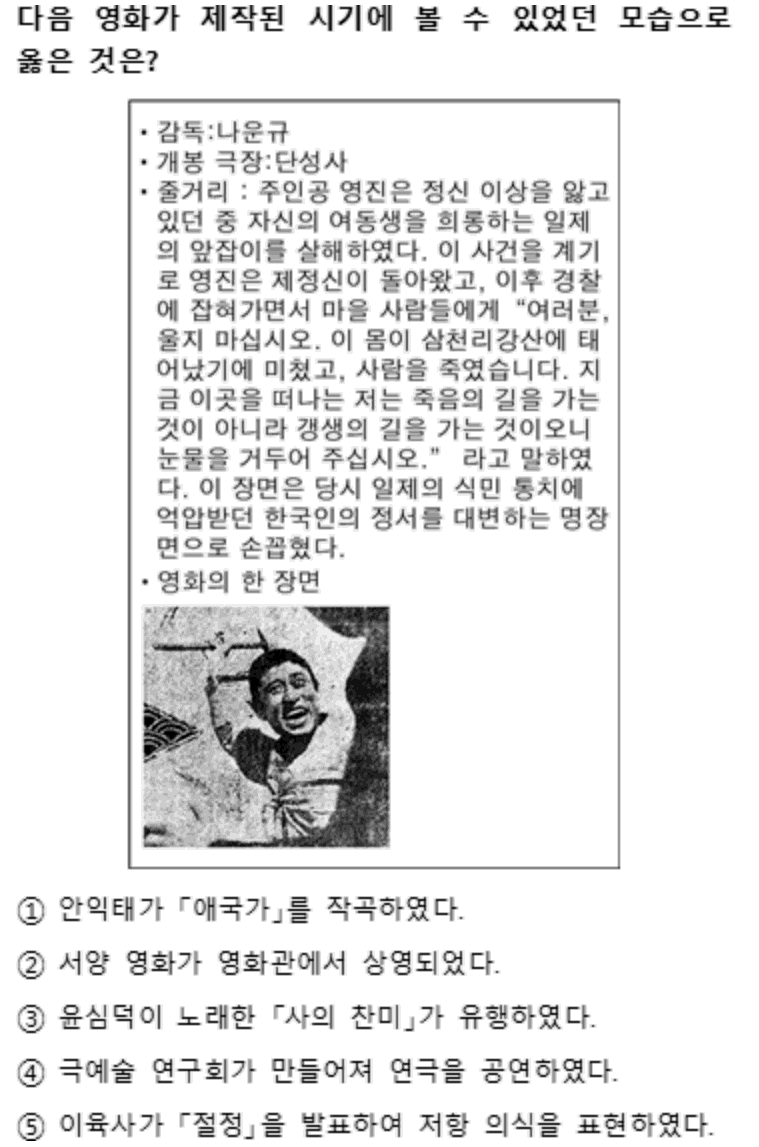 다음 영화가 제작된 시기에 볼 수 있었던 모습으로
옳은 것은?
• 감독:나운규
• 개봉 극장:단성사
• 줄거리 : 주인공 영진은 정신 이상을 앓고
있던 중 자신의 여동생을 희롱하는 일제
의 앞잡이를 살해하였다. 이 사건을 계기
로 영진은 제정신이 돌아왔고, 이후 경찰
에 잡혀가면서 마을 사람들에게 “여러분,
울지 마십시오. 이 몸이 삼천리강산에 태
어났기에 미쳤고, 사람을 죽였습니다. 지
금 이곳을 떠나는 저는 죽음의 길을 가는
것이 아니라 갱생의 길을 가는 것이오니
눈물을 거두어 주십시오.” 라고 말하였
다. 이 장면은 당시 일제의 식민 통치에
억압받던 한국인의 정서를 대변하는 명장
면으로 손꼽혔다.
• 영화의 한 장면
① 안익태가 「애국가」를 작곡하였다.
② 서양 영화가 영화관에서 상영되었다.
③ 윤심덕이 노래한 「사의 찬미」가 유행하였다.
④ 극예술 연구회가 만들어져 연극을 공연하였다.
⑤ 이육사가 「절정」을 발표하여 저항 의식을 표현하였다.